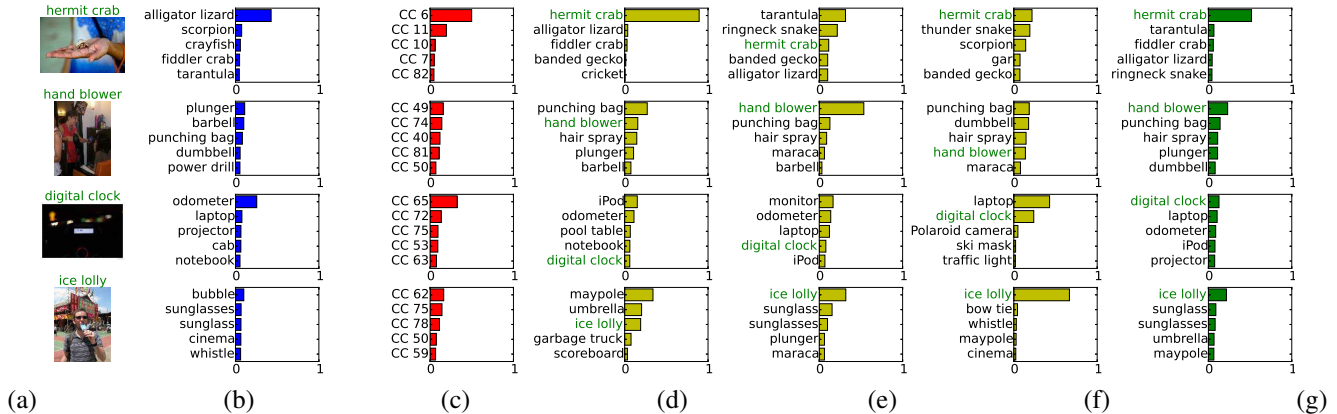 hermit crab
alligator lizard
scorpion
crayfish
fiddler crab
tarantula
0 1
CC 6
CC 11
CC 10
CC 7
CC 82
0 1
hermit crab
alligator lizard
fiddler crab
banded gecko
cricket
0 1
tarantula
ringneck snake
hermit crab
banded gecko
alligator lizard
0 1
hermit crab
thunder snake
scorpion
gar
banded gecko
0 1
hermit crab
tarantula
fiddler crab
alligator lizard
ringneck snake
0 1
hand blower
plunger
barbell
punching bag
dumbbell
power drill
0 1
CC 49
CC 74
CC 40
CC 81
CC 50
0 1
punching bag
hand blower
hair spray
plunger
barbell
0 1
hand blower
punching bag
hair spray
maraca
barbell
0 1
punching bag
dumbbell
hair spray
hand blower
maraca
0 1
hand blower
punching bag
hair spray
plunger
dumbbell
0 1
digital clock
odometer
laptop
projector
cab
notebook
0 1
CC 65
CC 72
CC 75
CC 53
CC 63
0 1
iPod
odometer
pool table
notebook
digital clock
0 1
monitor
odometer
laptop
digital clock
iPod
0 1
laptop
digital clock
Polaroid camera
ski mask
traffic light
0 1
digital clock
laptop
odometer
iPod
projector
0 1
ice lolly
bubble
sunglasses
sunglass
cinema
whistle
0 1
CC 62
CC 75
CC 78
CC 50
CC 59
0 1
maypole
umbrella
ice lolly
garbage truck
scoreboard
0 1
ice lolly
sunglass
sunglasses
plunger
maraca
0 1
ice lolly
bow tie
whistle
maypole
cinema
0 1
ice lolly
sunglass
sunglasses
umbrella
maypole
0 1
(a) (b) (c) (d) (e) (f) (g)